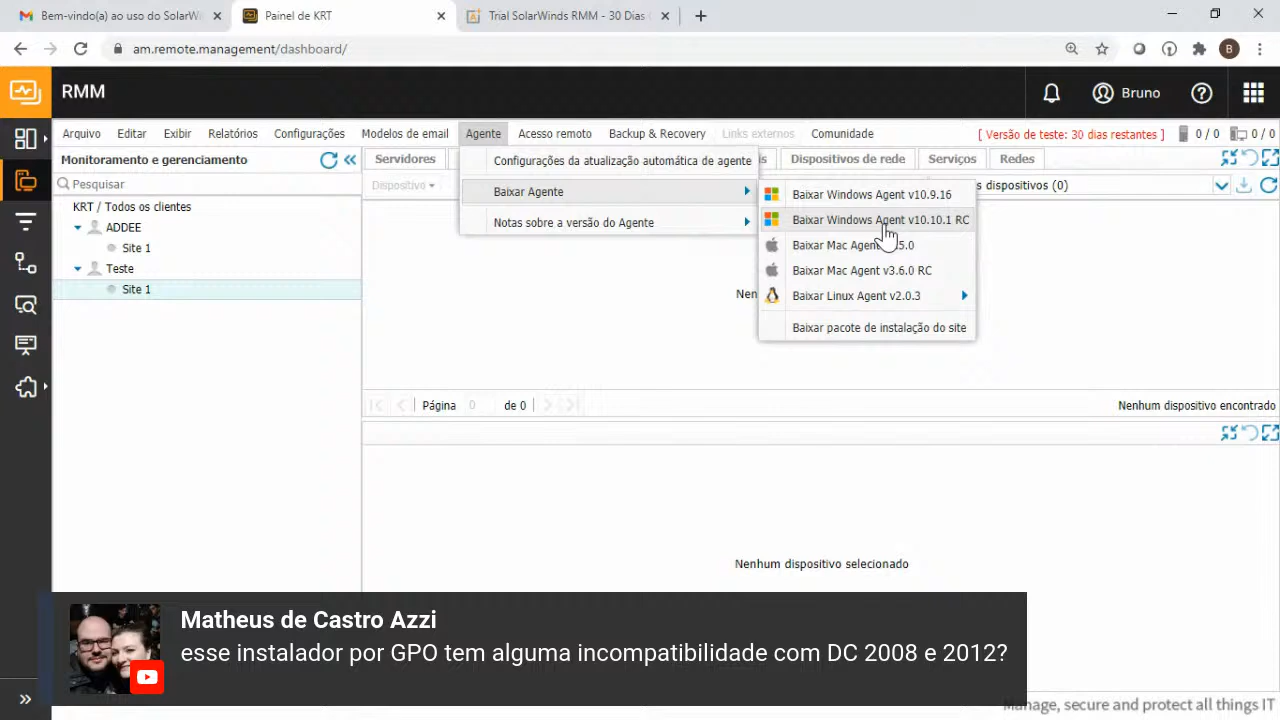 Bem-vindo(a) ao uso do SolarWi
Painel de KRT
Trial SolarWinds RMM - 30 Dias
am.remote.management/dashboard/
B
RMM
Bruno
Arquivo Editar Exibir Relatórios Configurações Modelos de email Agente Acesso remoto Backup & Recovery Links externos Comunidade
[ Versão de teste: 30 dias restantes ] 0 / 0 0 / 0
Monitoramento e gerenciamento
Servidores
Dispositivos de rede Serviços Redes
Pesquisar
Dispositivo
s dispositivos (0)
KRT / Todos os clientes
ADDEE
Site 1
Teste
Site 1
Configurações da atualização automática de agente
Baixar Agente
Notas sobre a versão do Agente
Baixar Windows Agent v10.9.16
Baixar Windows Agent v10.10.1 RC
Baixar Mac Agent 5.0
Baixar Mac Agent v3.6.0 RC
Baixar Linux Agent v2.0.3
Baixar pacote de instalação do site
Nen
Página 0 de 0
Nenhum dispositivo encontrado
Nenhum dispositivo selecionado
Matheus de Castro Azzi
esse instalador por GPO tem alguma incompatibilidade com DC 2008 e 2012?
Manage, secure and protect all things IT